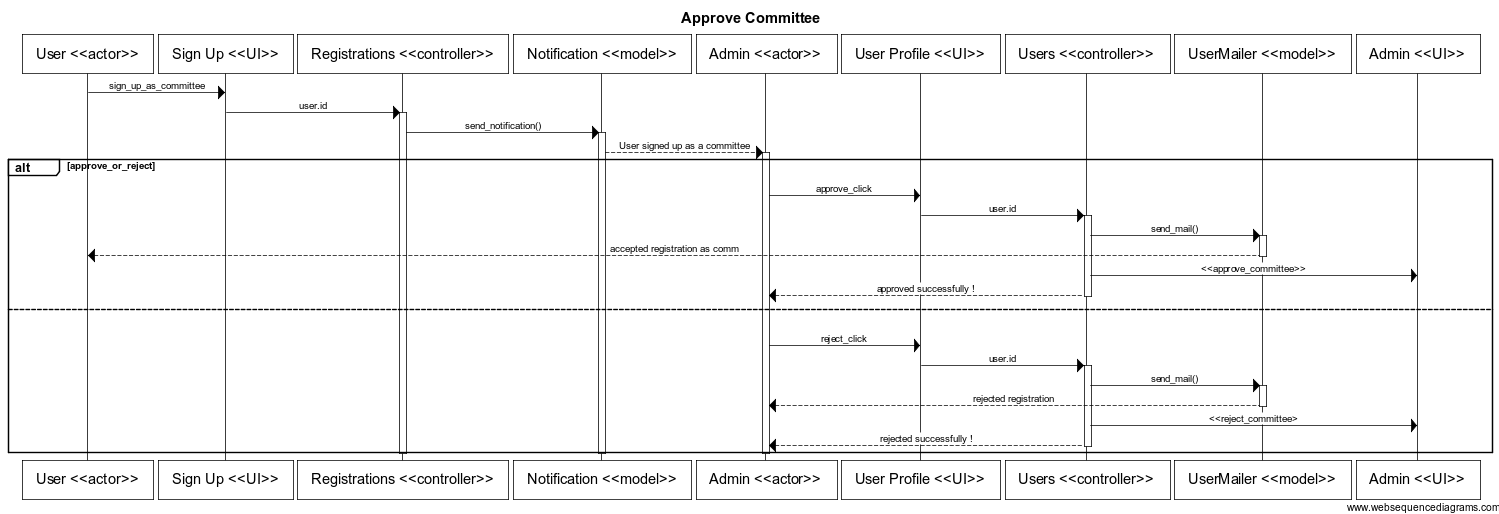 Approve Committee
User <<actor>>
Sign Up <<UI>>
Registrations <<controller>>
Notification <<model>>
Admin <<actor>>
User Profile <<UI>>
Users <<controller>>
UserMailer <<model>>
Admin <<UI>>
sign_up_as_committee
user.id
send_notification()
User signed up as a committee
alt
[approve_or_reject]
approve_click
user.id
send_mail()
accepted registration as comm
<<approve_committee>>
approved successfully !
reject_click
user.id
send_mail()
rejected registration
<<reject_committee>
rejected successfully !
User <<actor>>
Sign Up <<UI>>
Registrations <<controller>>
Notification <<model>>
Admin <<actor>>
User Profile <<UI>>
Users <<controller>>
UserMailer <<model>>
Admin <<UI>>
www.websequencediagrams.com